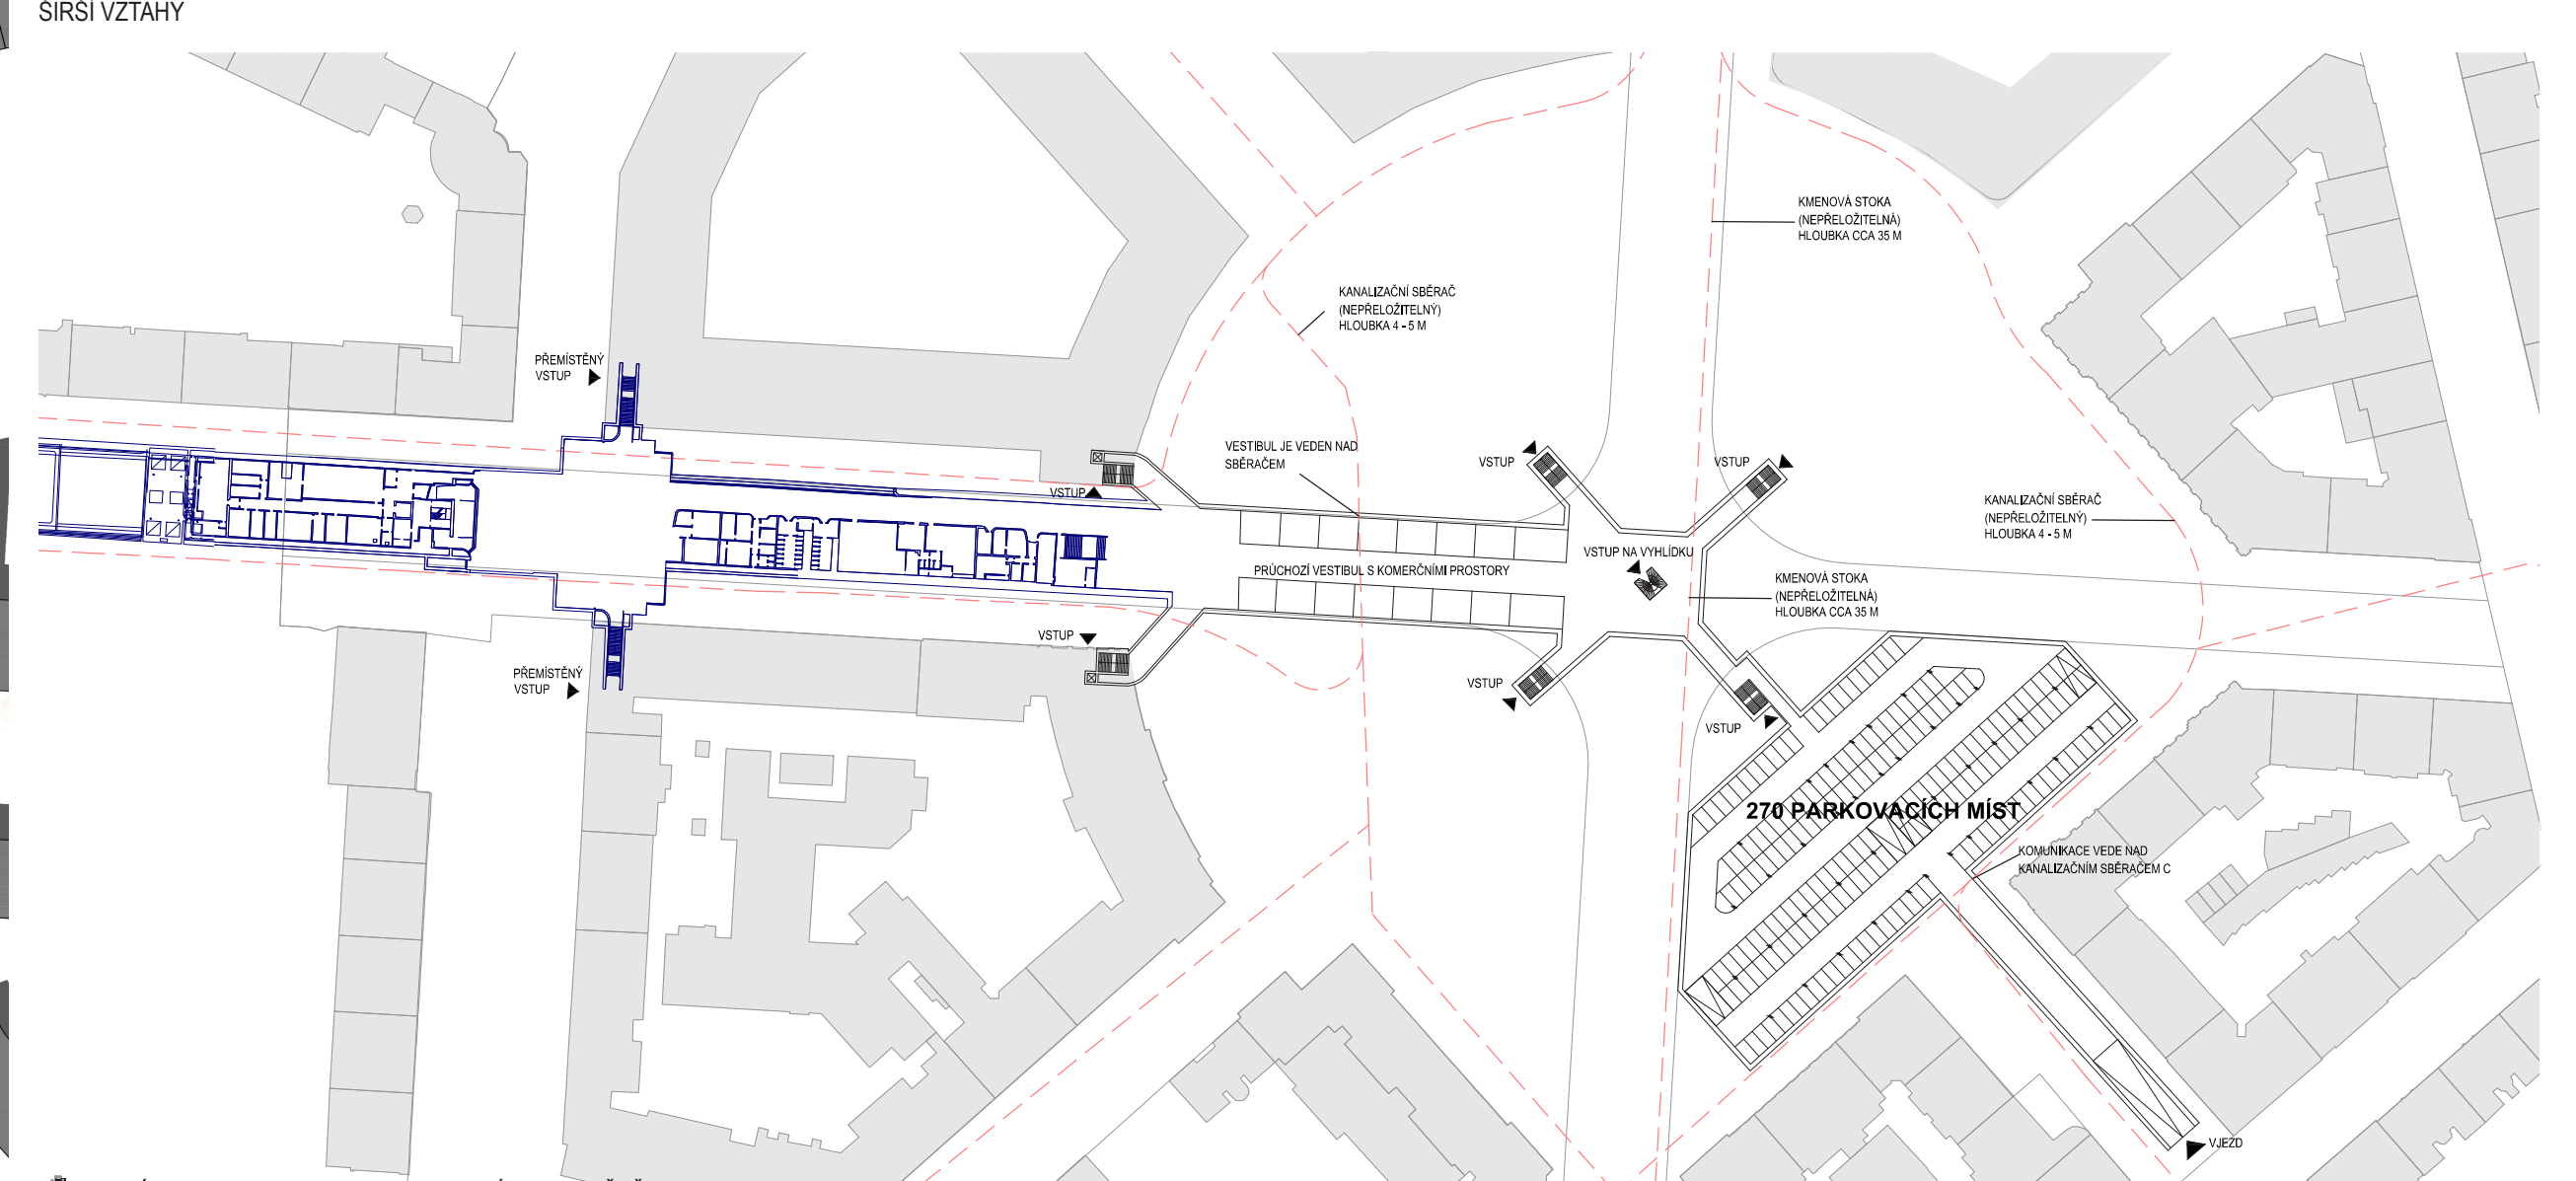 ŠIRŠÍ VZTAHY
KMENOVÁ STOKA
(NEPŘELOŽITELNÁ)
HLOUBKA CCA 35 M
KANALIZAČNÍ SBĚRAČ
(NEPŘELOŽITELNÝ)
HLOUBKA 4 - 5 M
PŘEMÍSTĚNÝ
VSTUP
VESTIBUL JE VEDEN NAD
SBĚRAČEM
VSTUP
VSTUP
VSTUP
KANALIZAČNÍ SBĚRAČ
(NEPŘELOŽITELNÝ)
HLOUBKA 4 - 5 M
VSTUP NA VYHLÍDKU
PRŮCHOZÍ VESTIBUL S KOMERČNÍMI PROSTORY
KMENOVÁ STOKA
(NEPŘELOŽITELNÁ)
HLOUBKA CCA 35 M
VSTUP
PŘEMÍSTĚNÝ
VSTUP
VSTUP
VSTUP
270 PARKOVACÍCH MÍST
KOMUNIKACE VEDE NAD
KANALIZAČNÍM SBĚRAČEM C
VJEZD